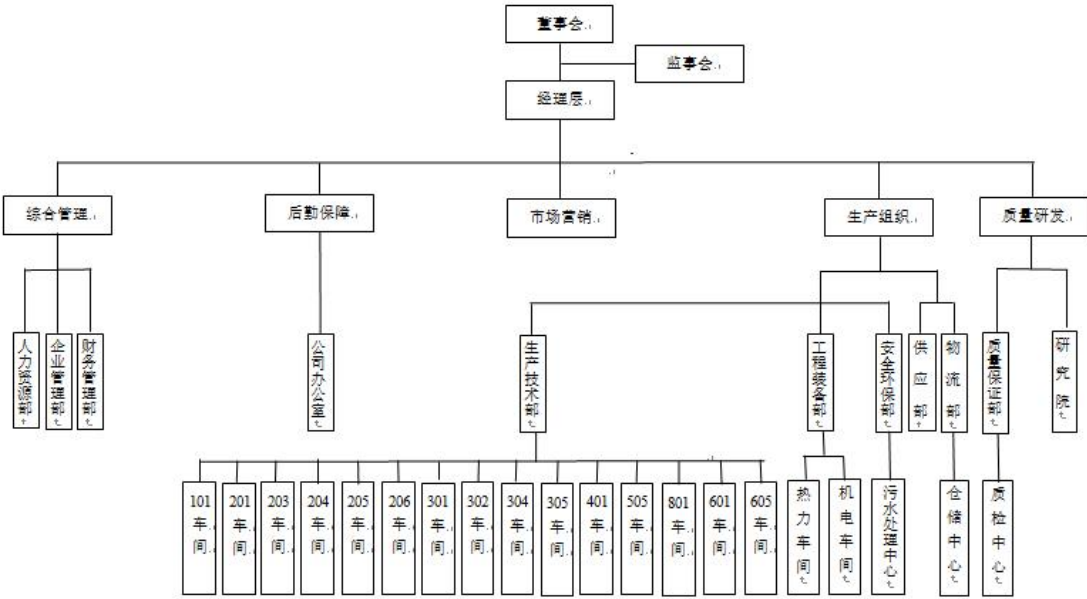 董事会
监事会
经理层
综合管理
后勤保障
市场营销
生产组织
质量研发
人力资源部
企业管理部
财务管理部
公司办公室
生产技术部
工程装备部
安全环保部
供应部
物流部
质量保证部
研究院
101车间
201车间
203车间
204车间
205车间
206车间
301车间
302车间
304车间
305车间
401车间
505车间
801车间
601车间
605车间
热力车间
机电车间
污水处理中心
仓储中心
质检中心